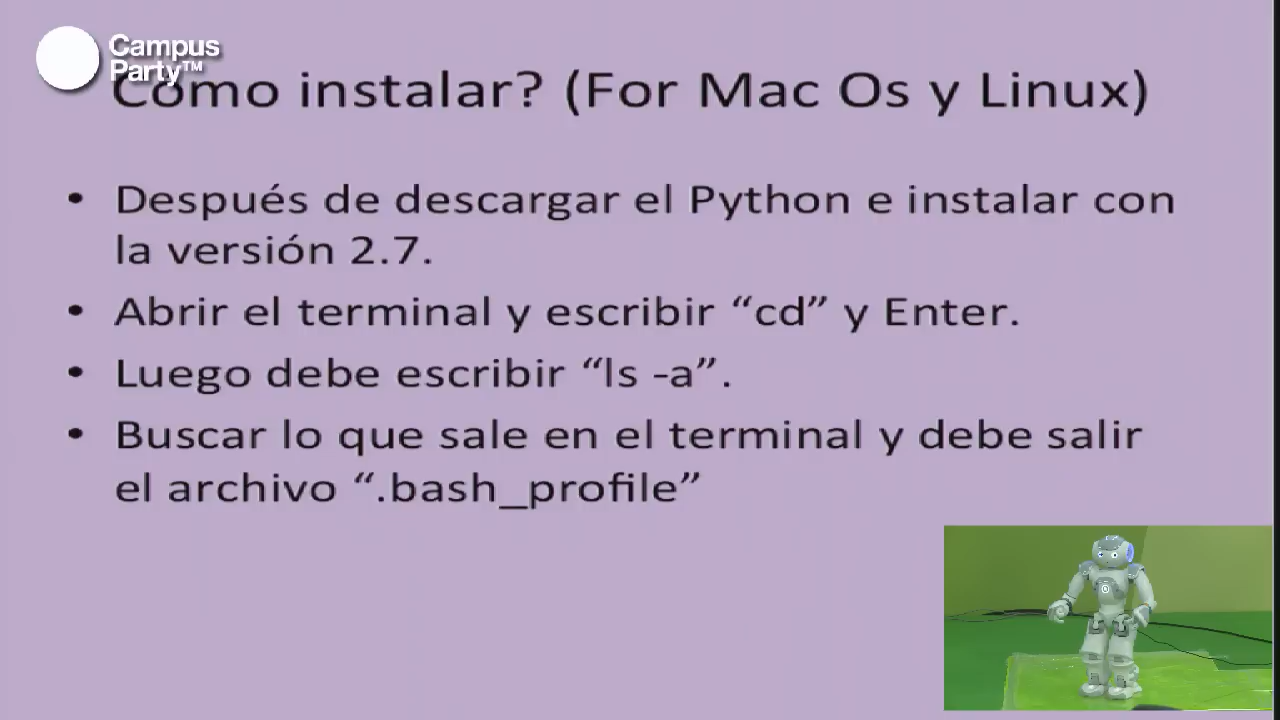 Campus
Party™
Cómo instalar? (For Mac Os y Linux)
• Después de descargar el Python e instalar con
la versión 2.7.
• Abrir el terminal y escribir “cd” y Enter.
• Luego debe escribir “ls -a”.
• Buscar lo que sale en el terminal y debe salir
el archivo “.bash_profile”